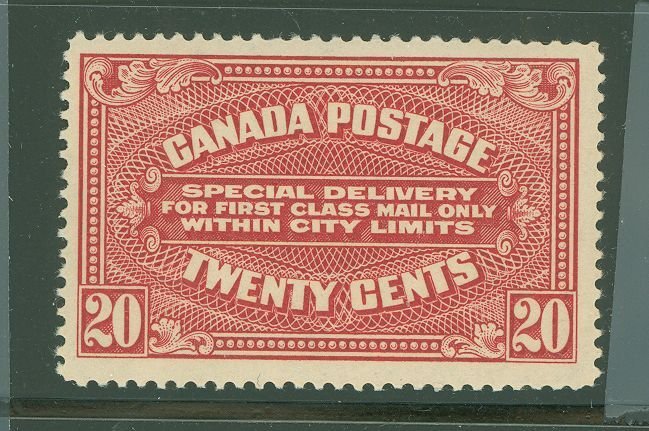 CANADA POSTAGE
SPECIAL DELIVERY
FOR FIRST CLASS MAIL ONLY
WITHIN CITY LIMITS
TWENTY CENTS
20 20